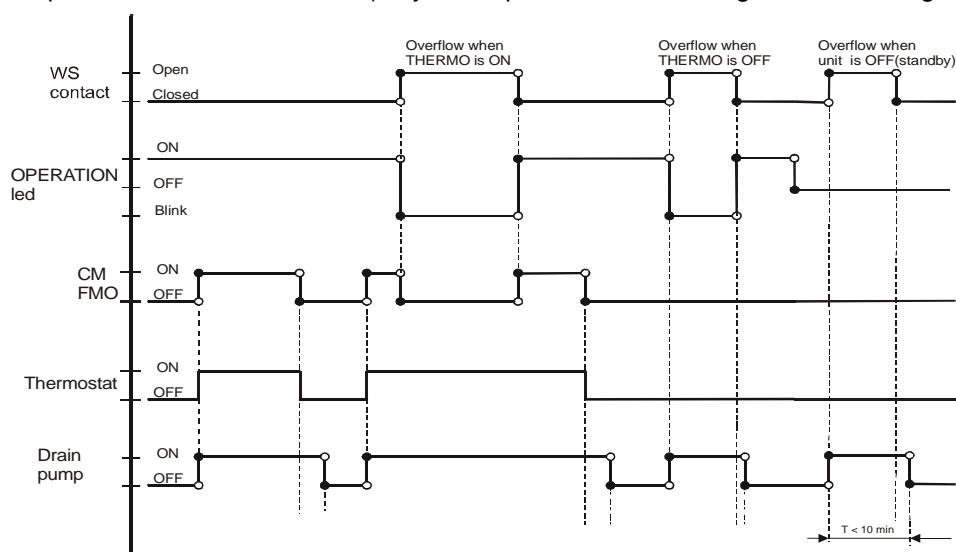 Overflow when
THERMO is ON
Overflow when
THERMO is OFF
Overflow when
unit is OFF(standby)
WS
contact
Open
Closed
OPERATION
led
ON
OFF
Blink
CM
FMO
ON
OFF
Thermostat
ON
OFF
Drain
pump
ON
OFF
T < 10 min